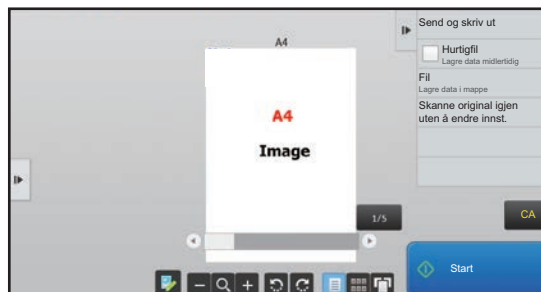 A4
A4
Image
1/5
Send og skriv ut
Hurtigfil
Lagre data midlertidig
Fil
Lagre data i mappe
Skanne original igjen
uten å endre innst.
CA
Start